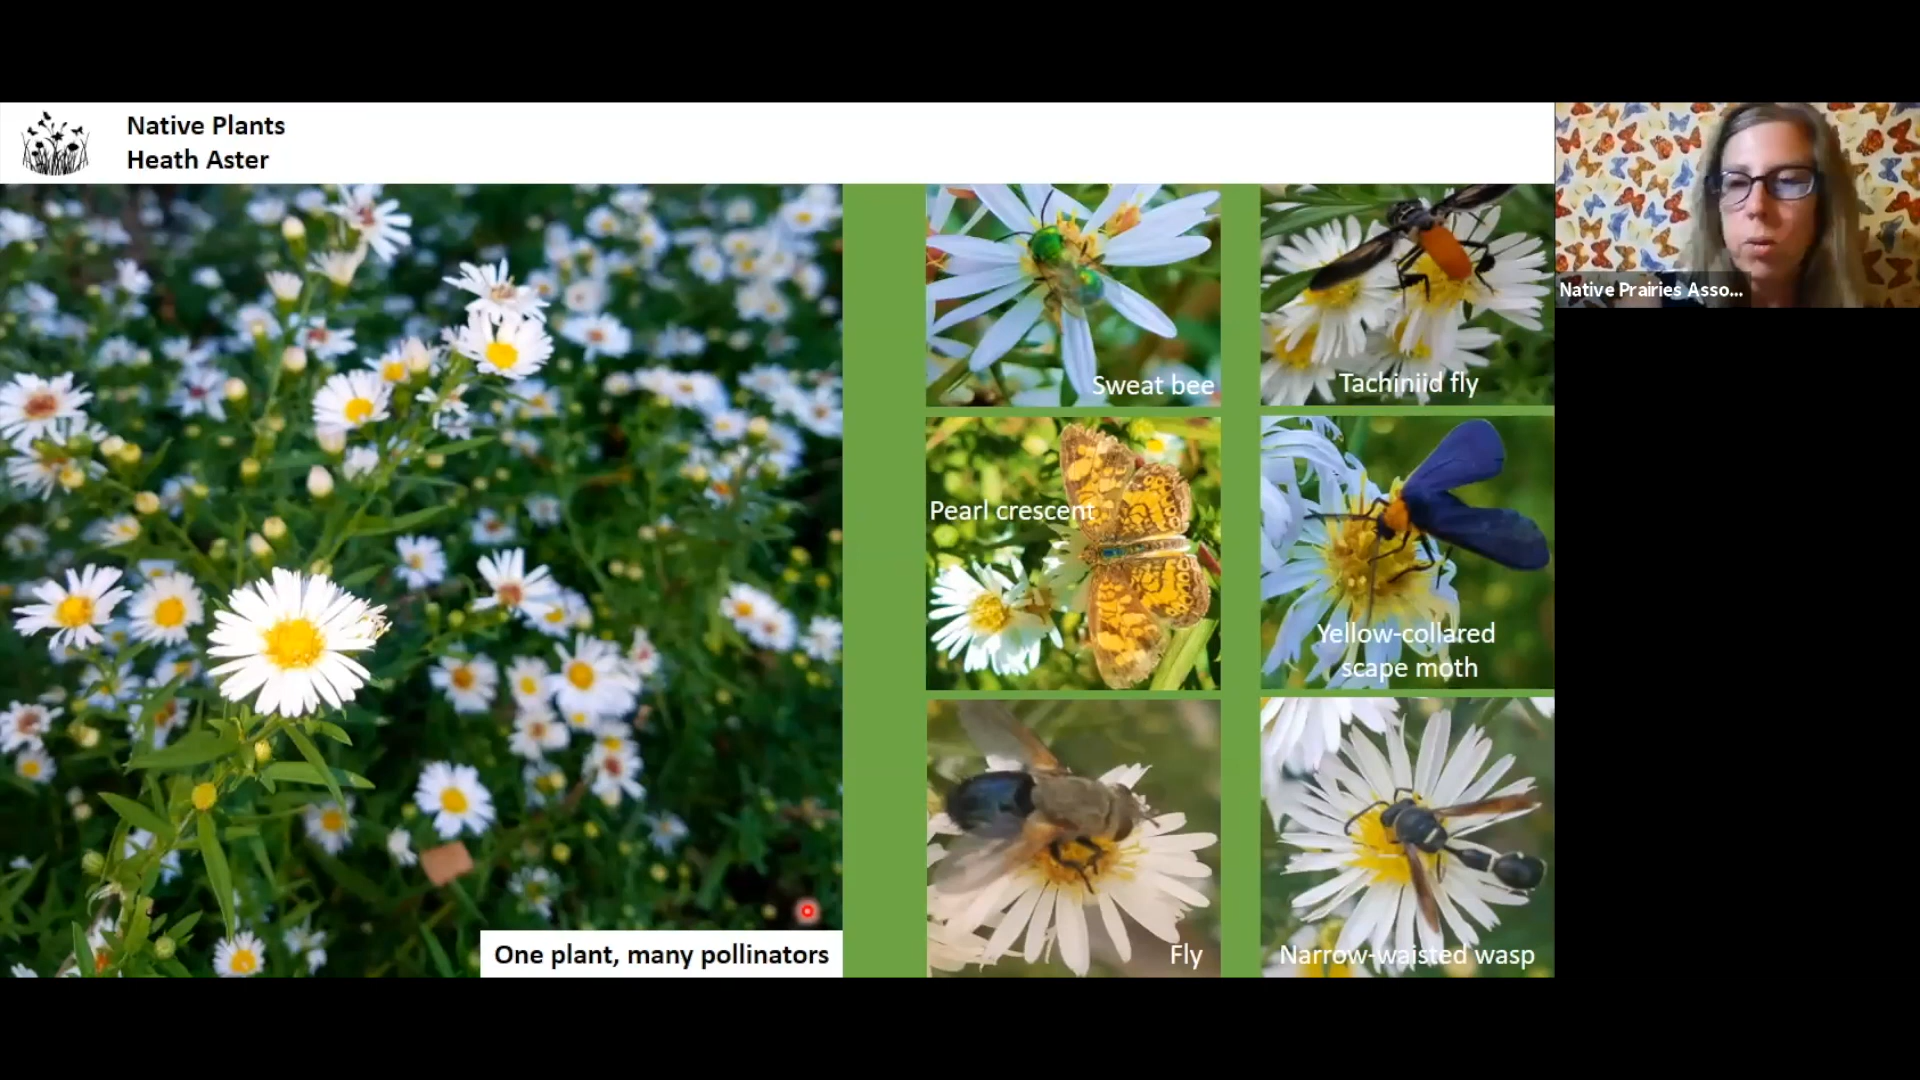 Native Plants
Heath Aster
Sweat bee
Tachiniid fly
Native Prairies Asso...
Pearl crescent
Yellow-collared
scape moth
One plant, many pollinators
Fly
Narrow-waisted wasp